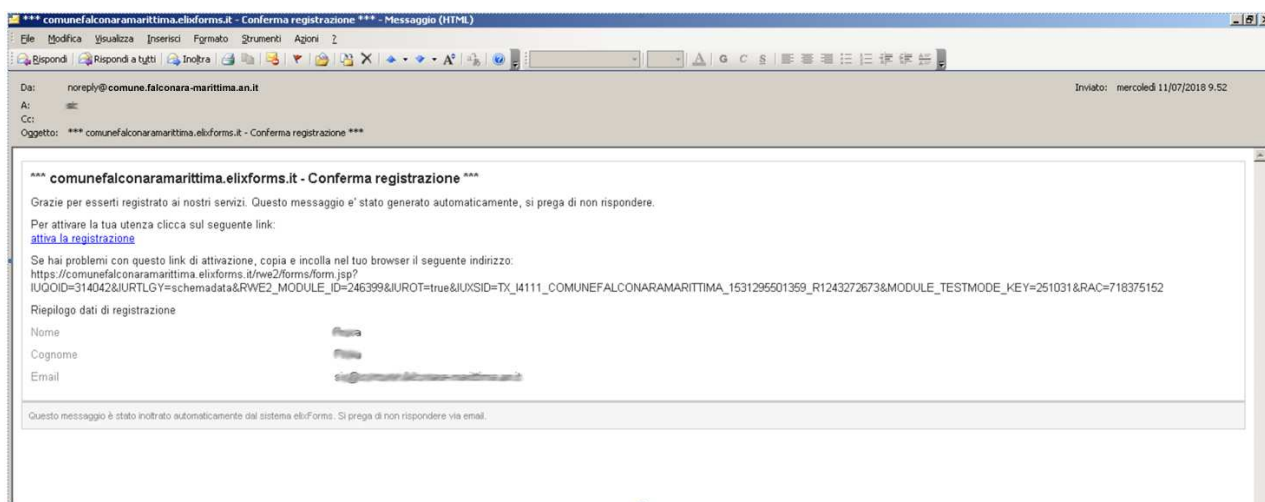 *** comunefalconaramarittima.elixforms.it - Conferma registrazione *** - Messaggio (HTML)
File Modifica Visualizza Inserisci Formato Strumenti Azioni ?
Rispondi Rispondi a tutti Inoltra
Da: noreply@comune.falconara-marittima.an.it Inviato: mercoledì 11/07/2018 9.52
A:
Cc:
Oggetto: *** comunefalconaramarittima.elixforms.it - Conferma registrazione ***
*** comunefalconaramarittima.elixforms.it - Conferma registrazione ***
Grazie per esserti registrato ai nostri servizi. Questo messaggio e' stato generato automaticamente, si prega di non rispondere.
Per attivare la tua utenza clicca sul seguente link:
attiva la registrazione
Se hai problemi con questo link di attivazione, copia e incolla nel tuo browser il seguente indirizzo:
https://comunefalconaramarittima.elixforms.it/rwe2/forms/form.jsp?
IUQOID=314042&IURTLGY=schemadata&RWE2_MODULE_ID=246399&IUROT=true&IUXSID=TX_I4111_COMUNEFALCONARAMARITTIMA_1531295501359_R1243272673&MODULE_TESTMODE_KEY=251031&RAC=718375152
Riepilogo dati di registrazione
Nome
Cognome
Email
Questo messaggio è stato inoltrato automaticamente dal sistema elixForms. Si prega di non rispondere via email.